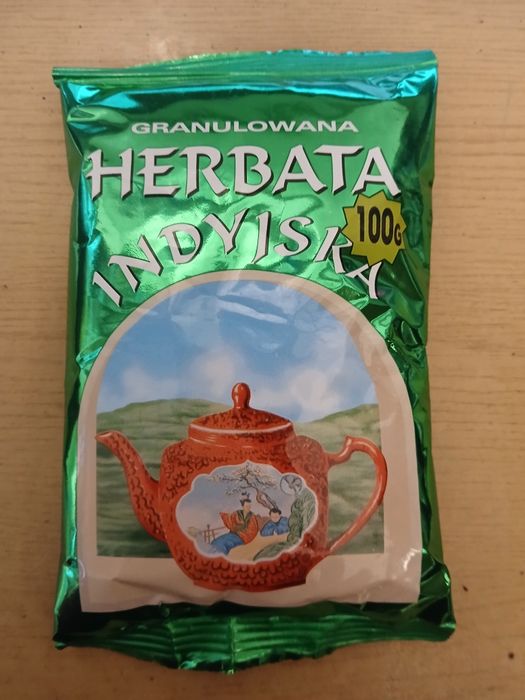 GRANULOWANA
HERBATA
INDYJSKA
100G